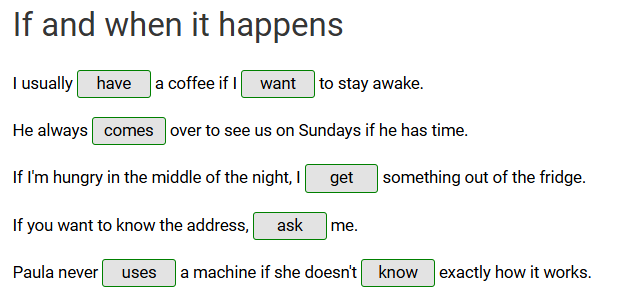 If and when it happens
I usually have a coffee if I want to stay awake.
He always comes over to see us on Sundays if he has time.
If I'm hungry in the middle of the night, I get something out of the fridge.
If you want to know the address, ask me.
Paula never uses a machine if she doesn't know exactly how it works.